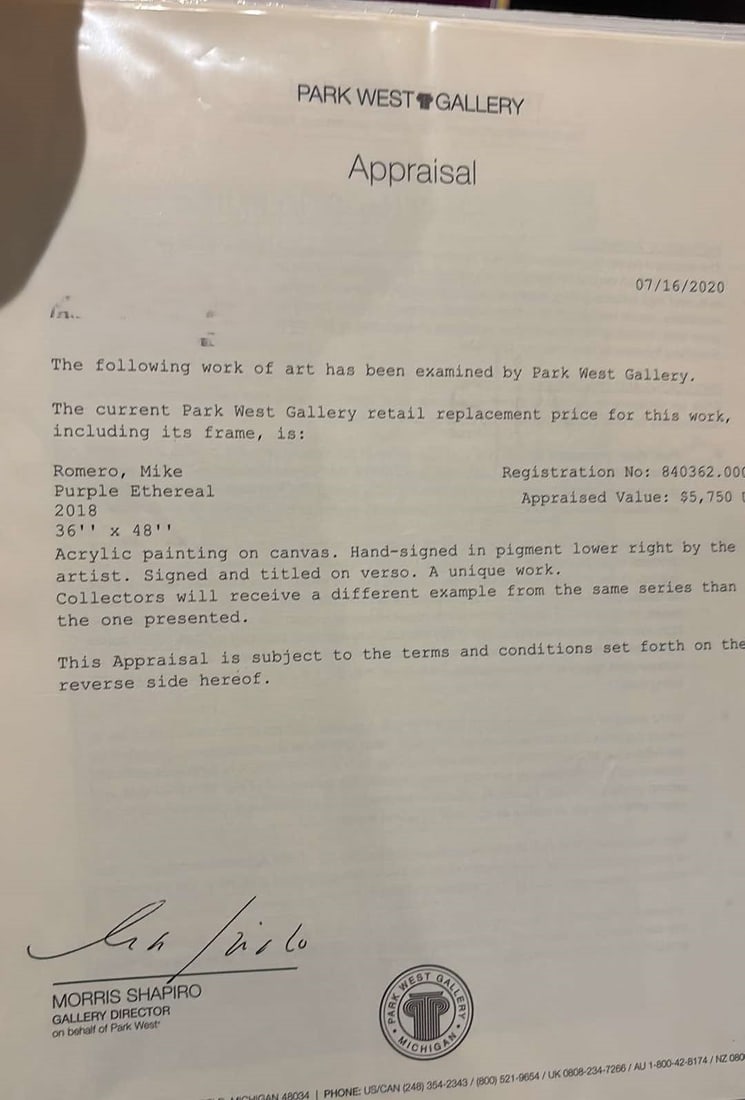 PARK WEST GALLERY
Appraisal
07/16/2020
The following work of art has been examined by Park West Gallery.
The current Park West Gallery retail replacement price for this work,
including its frame, is:
Romero, Mike
Registration No: 840362.000
Purple Ethereal
Appraised Value: $5,750
2018
36'' x 48''
Acrylic painting on canvas. Hand-signed in pigment lower right by the
artist. Signed and titled on verso. A unique work.
Collectors will receive a different example from the same series than
the one presented.
This Appraisal is subject to the terms and conditions set forth on the
reverse side hereof.
MORRIS SHAPIRO
GALLERY DIRECTOR
on behalf of Park West
PARK WEST GALLERY
• MICHIGAN •
MICHIGAN 48034 | PHONE: US/CAN (248) 354-2343 / (800) 521-9654 / UK 0808-234-7266 / AU 1-800-42-8174 / NZ 080